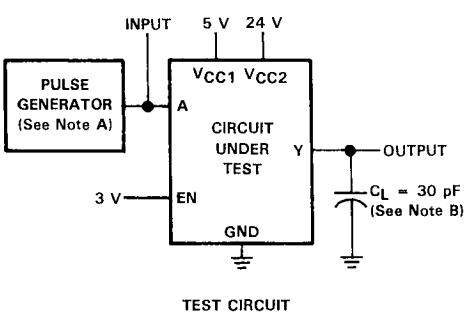 INPUT
5 V 24 V
PULSE
GENERATOR
(See Note A)
VCC1 VCC2
A
CIRCUIT
UNDER
TEST
Y
OUTPUT
3 V
EN
CL = 30 pF
(See Note B)
GND
TEST CIRCUIT